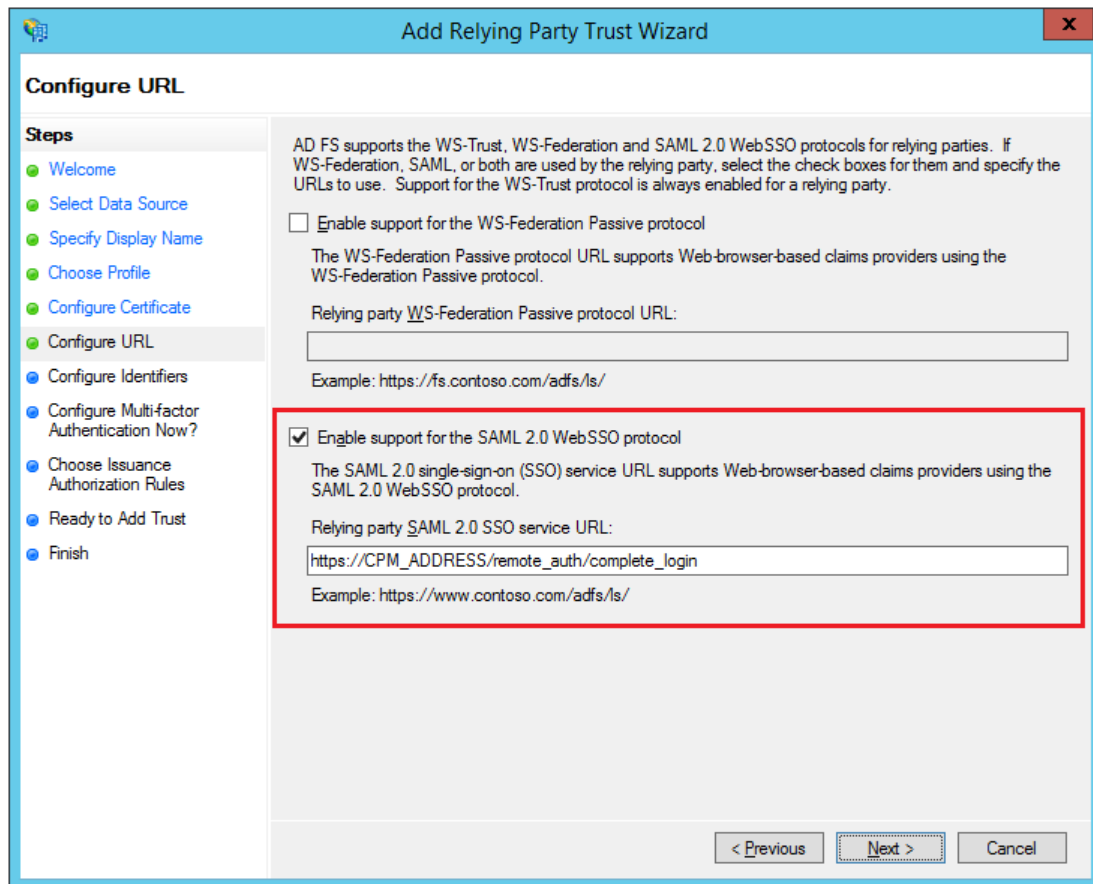 Add Relying Party Trust Wizard
x
Configure URL
Steps
Welcome
Select Data Source
Specify Display Name
Choose Profile
Configure Certificate
Configure URL
Configure Identifiers
Configure Multi-factor
Authentication Now?
Choose Issuance
Authorization Rules
Ready to Add Trust
Finish
AD FS supports the WS-Trust, WS-Federation and SAML 2.0 WebSSO protocols for relying parties. If
WS-Federation, SAML, or both are used by the relying party, select the check boxes for them and specify the
URLs to use. Support for the WS-Trust protocol is always enabled for a relying party.
Enable support for the WS-Federation Passive protocol
The WS-Federation Passive protocol URL supports Web-browser-based claims providers using the
WS-Federation Passive protocol.
Relying party WS-Federation Passive protocol URL:
Example: https://fs.contoso.com/adfs/ls/
Enable support for the SAML 2.0 WebSSO protocol
The SAML 2.0 single-sign-on (SSO) service URL supports Web-browser-based claims providers using the
SAML 2.0 WebSSO protocol.
Relying party SAML 2.0 SSO service URL:
https://CPM_ADDRESS/remote_auth/complete_login
Example: https://www.contoso.com/adfs/ls/
< Previous
Next >
Cancel